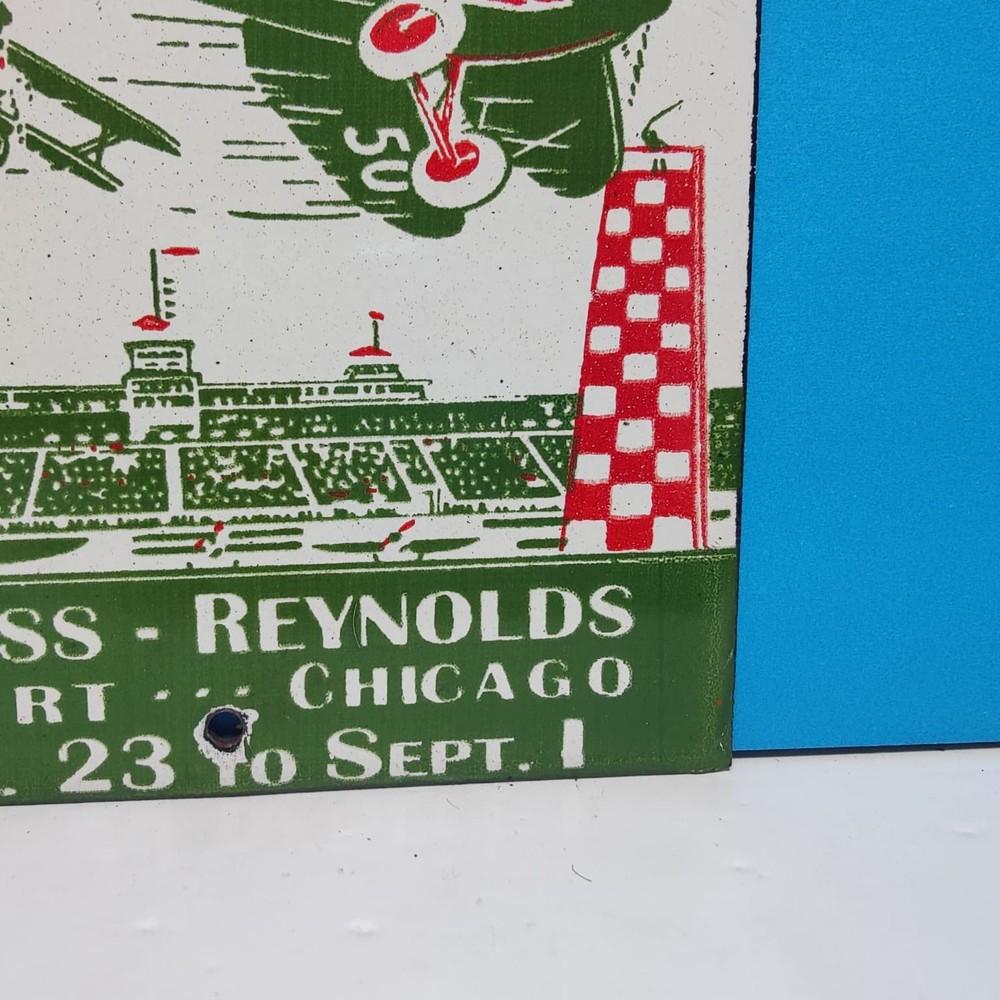 50
SS - REYNOLDS
RT ... CHICAGO
. 23 TO SEPT. 1